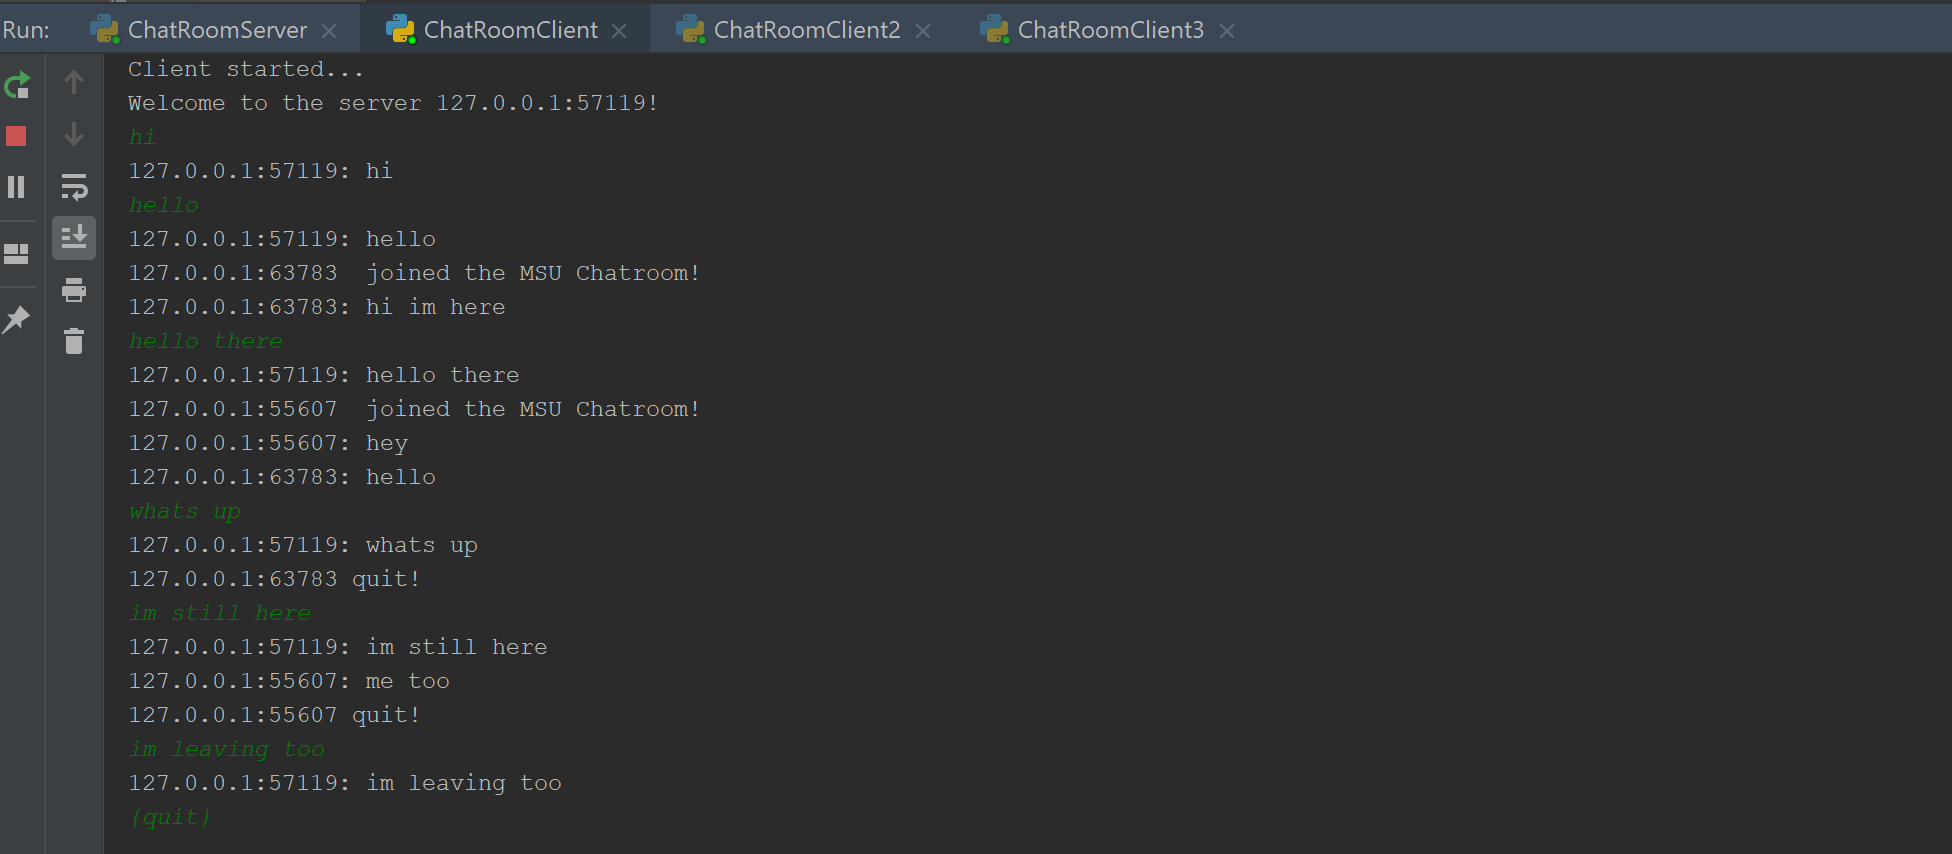 Run: ChatRoomServer ChatRoomClient ChatRoomClient2 ChatRoomClient3
Client started...
Welcome to the server 127.0.0.1:57119!
hi
127.0.0.1:57119: hi
hello
127.0.0.1:57119: hello
127.0.0.1:63783  joined the MSU Chatroom!
127.0.0.1:63783: hi im here
hello there
127.0.0.1:57119: hello there
127.0.0.1:55607  joined the MSU Chatroom!
127.0.0.1:55607: hey
127.0.0.1:63783: hello
whats up
127.0.0.1:57119: whats up
127.0.0.1:63783 quit!
im still here
127.0.0.1:57119: im still here
127.0.0.1:55607: me too
127.0.0.1:55607 quit!
im leaving too
127.0.0.1:57119: im leaving too
{quit}